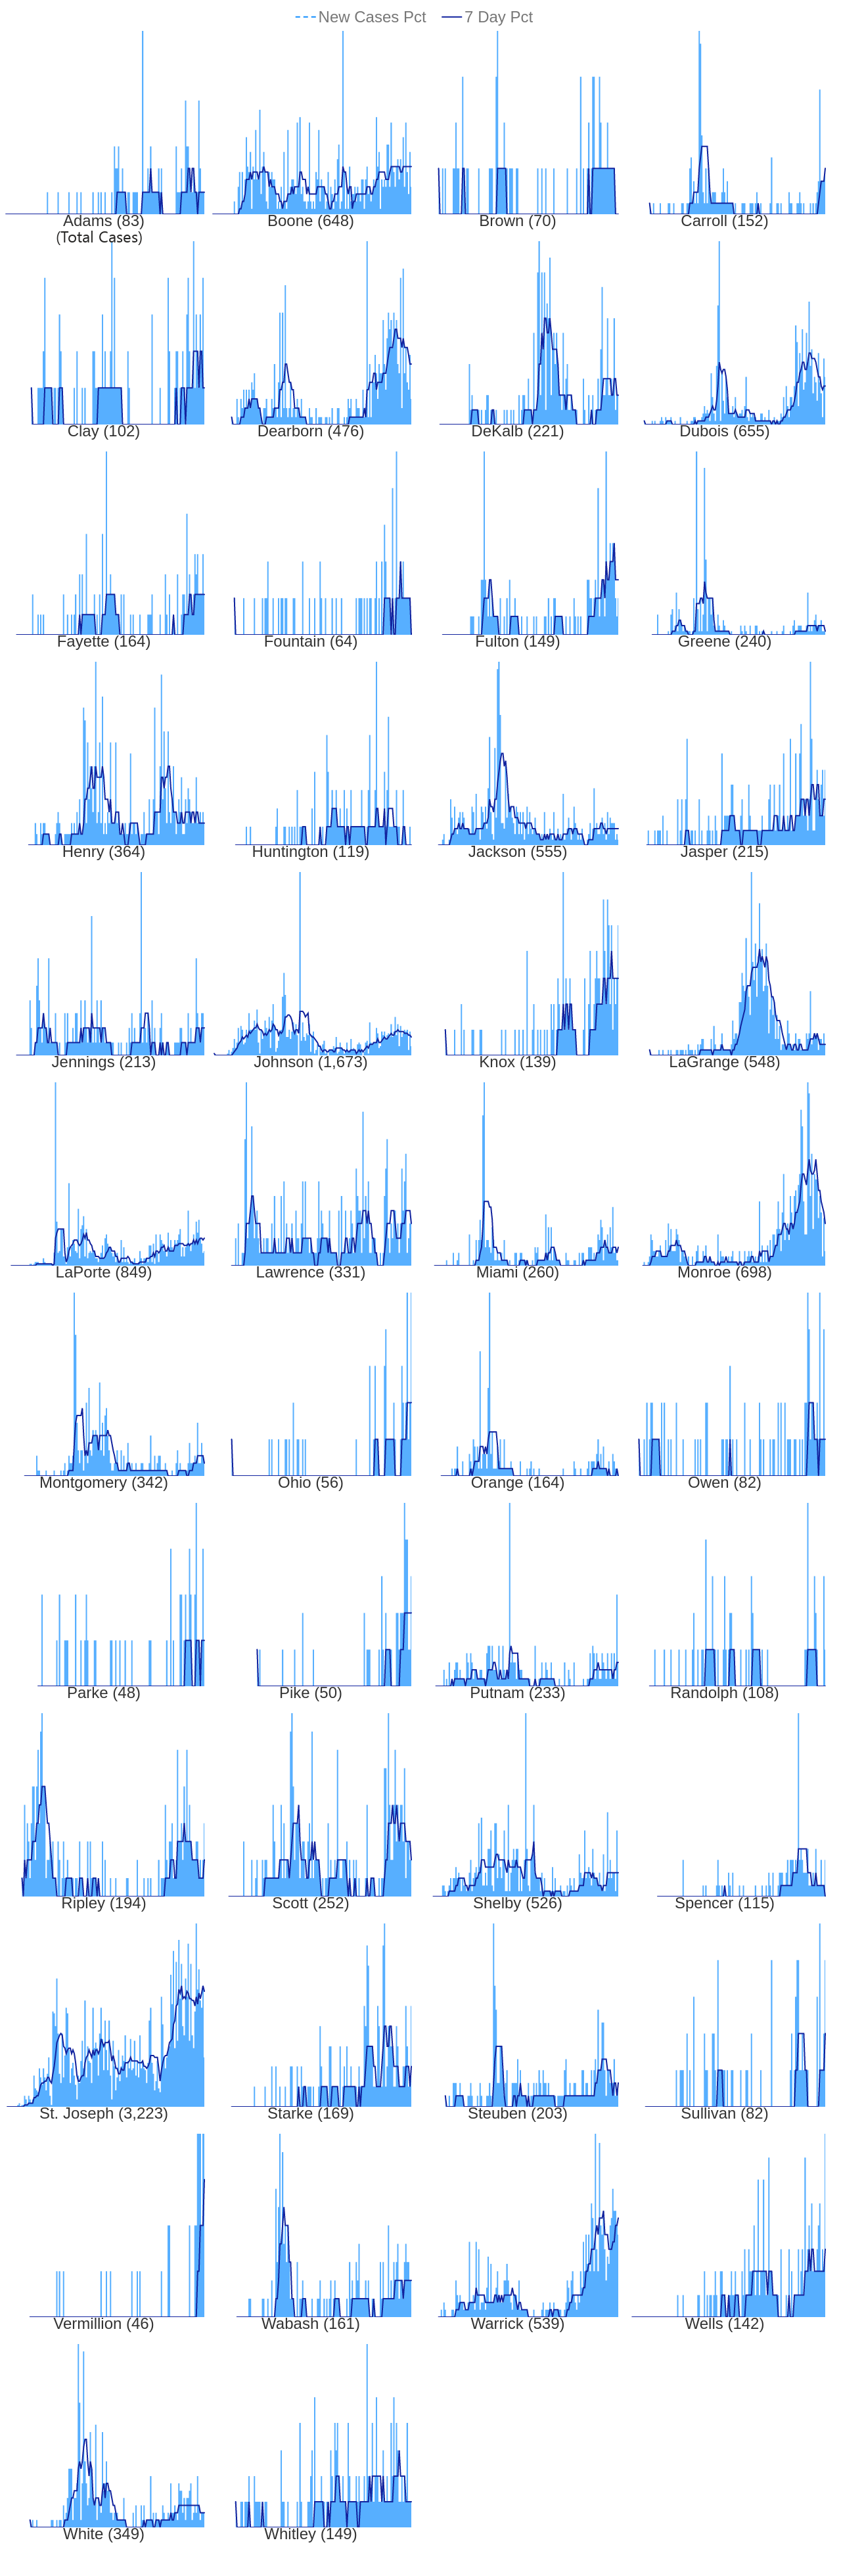 New Cases Pct 7 Day Pct
Adams (83) Boone (648) Brown (70) Carroll (152)
(Total Cases)
Clay (102) Dearborn (476) DeKalb (221) Dubois (655)
Fayette (164) Fountain (64) Fulton (149) Greene (240)
Henry (364) Huntington (119) Jackson (555) Jasper (215)
Jennings (213) Johnson (1,673) Knox (139) LaGrange (548)
LaPorte (849) Lawrence (331) Miami (260) Monroe (698)
Montgomery (342) Ohio (56) Orange (164) Owen (82)
Parke (48) Pike (50) Putnam (233) Randolph (108)
Ripley (194) Scott (252) Shelby (526) Spencer (115)
St. Joseph (3,223) Starke (169) Steuben (203) Sullivan (82)
Vermillion (46) Wabash (161) Warrick (539) Wells (142)
White (349) Whitley (149)